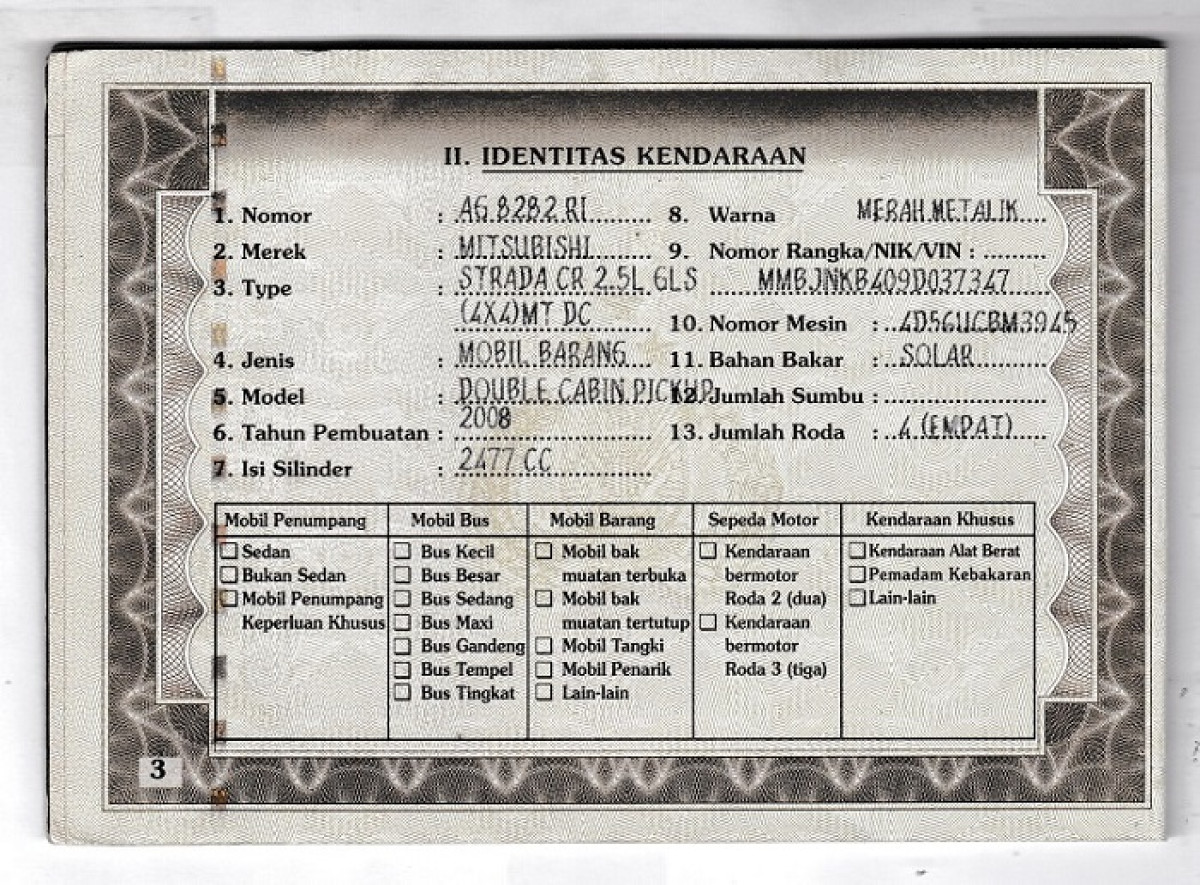 II. IDENTITAS KENDARAAN
1. Nomor : AG 8282 RI
2. Merek : MITSUBISHI
3. Type : STRADA CR 2.5L GLS
(4X4)MT DC
4. Jenis : MOBIL BARANG
5. Model : DOUBLE CABIN PICKUP
6. Tahun Pembuatan : 2008
7. Isi Silinder : 2477 CC
8. Warna MERAH METALIK
9. Nomor Rangka/NIK/VIN :
MMBJNKB409D037347
10. Nomor Mesin : 4D56UCBM3945
11. Bahan Bakar : SOLAR
12. Jumlah Sumbu :
13. Jumlah Roda : 4 (EMPAT)
Mobil Penumpang
Sedan
Bukan Sedan
Mobil Penumpang
Keperluan Khusus
Mobil Bus
Bus Kecil
Bus Besar
Bus Sedang
Bus Maxi
Bus Gandeng
Bus Tempel
Bus Tingkat
Mobil Barang
Mobil bak
muatan terbuka
Mobil bak
muatan tertutup
Mobil Tangki
Mobil Penarik
Lain-lain
Sepeda Motor
Kendaraan
bermotor
Roda 2 (dua)
Kendaraan
bermotor
Roda 3 (tiga)
Kendaraan Khusus
Kendaraan Alat Berat
Pemadam Kebakaran
Lain-lain
3